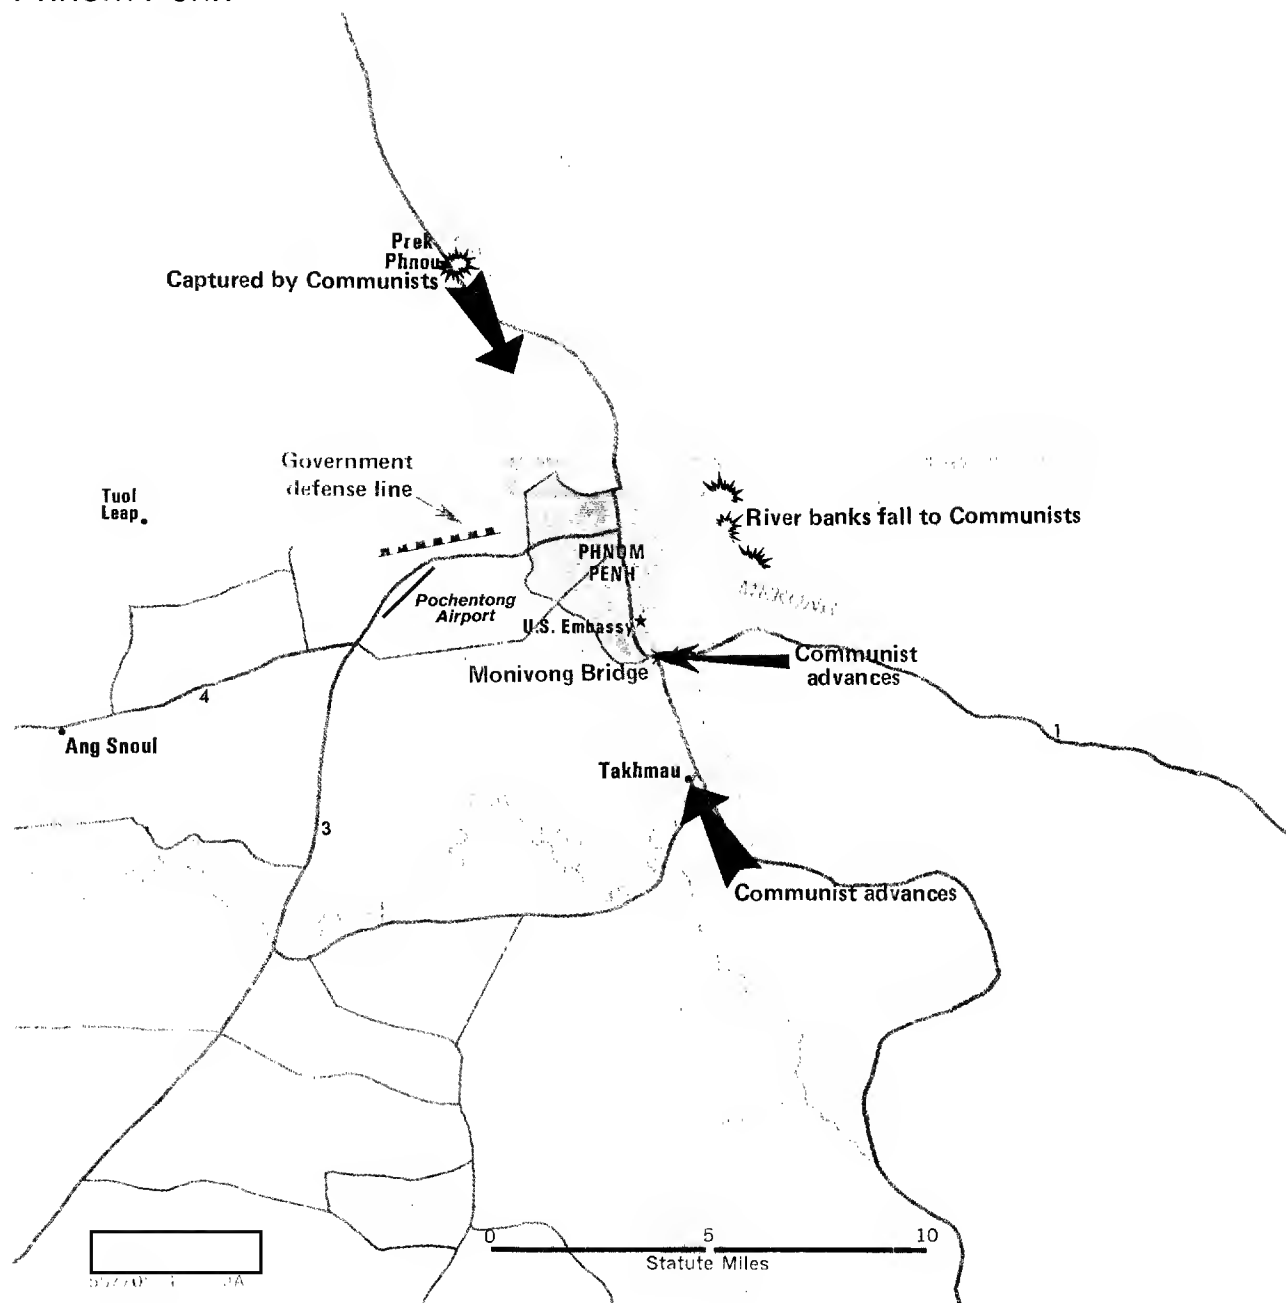 Prek
Phnou
Captured by Communists
Government
defense line
Tuol
Leap
River banks fall to Communists
PHNOM
PENH
MEKONG
Pochentong
Airport
U.S. Embassy
Communist
advances
Monivong Bridge
4
1
Ang Snoul
Takhmau
3
Communist advances
0 5 10
Statute Miles